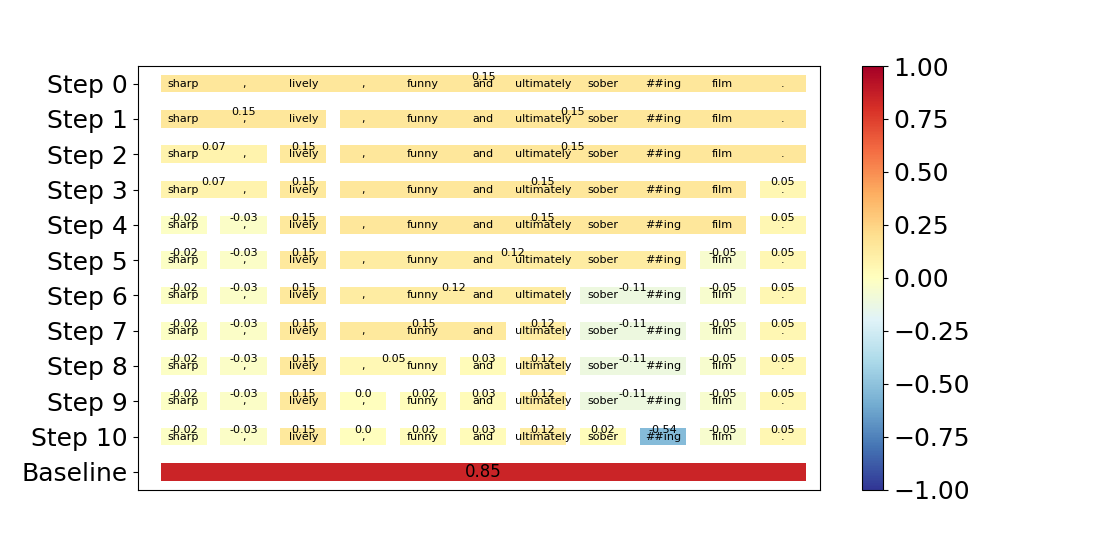 Step 0 0.15 sharp , lively , funny and ultimately sober ##ing film .
Step 1 0.15 0.15 sharp , lively , funny and ultimately sober ##ing film .
Step 2 0.07 0.15 0.15 sharp , lively , funny and ultimately sober ##ing film .
Step 3 0.07 0.15 0.15 0.05 sharp , lively , funny and ultimately sober ##ing film .
Step 4 -0.02 -0.03 0.15 0.15 0.05 sharp , lively , funny and ultimately sober ##ing film .
Step 5 -0.02 -0.03 0.15 0.12 -0.05 0.05 sharp , lively , funny and ultimately sober ##ing film .
Step 6 -0.02 -0.03 0.15 0.12 -0.11 -0.05 0.05 sharp , lively , funny and ultimately sober ##ing film .
Step 7 -0.02 -0.03 0.15 0.15 0.12 -0.11 -0.05 0.05 sharp , lively , funny and ultimately sober ##ing film .
Step 8 -0.02 -0.03 0.15 0.05 0.03 0.12 -0.11 -0.05 0.05 sharp , lively , funny and ultimately sober ##ing film .
Step 9 -0.02 -0.03 0.15 0.0 0.02 0.03 0.12 -0.11 -0.05 0.05 sharp , lively , funny and ultimately sober ##ing film .
Step 10 -0.02 -0.03 0.15 0.0 0.02 0.03 0.12 0.02 -0.54 -0.05 0.05 sharp , lively , funny and ultimately sober ##ing film .
Baseline 0.85
1.00
0.75
0.50
0.25
0.00
−0.25
−0.50
−0.75
−1.00